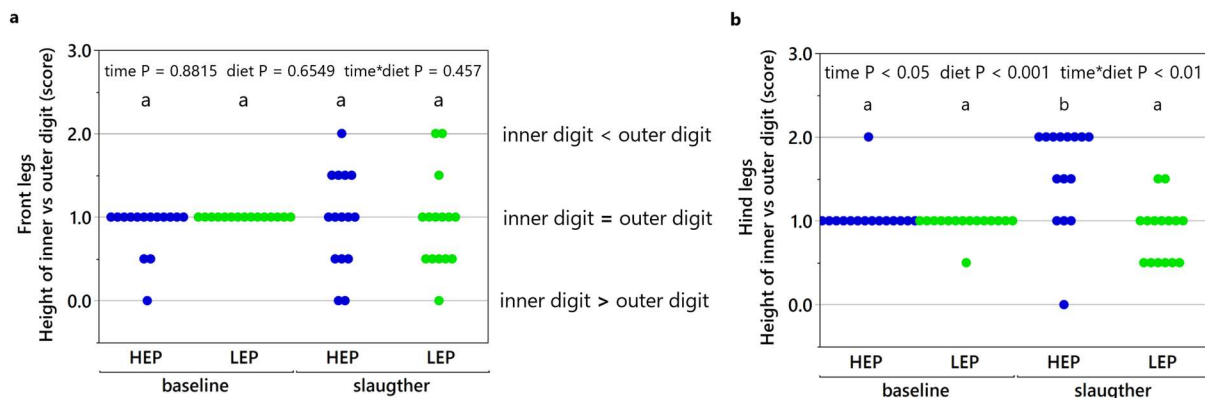 a
Front legs
Height of inner vs outer digit (score)
3.0
2.0
1.0
0.0
time P = 0.8815 diet P = 0.6549 time*diet P = 0.457
a a a a
HEP LEP HEP LEP
baseline slaugther
inner digit < outer digit
inner digit = outer digit
inner digit > outer digit
b
Hind legs
Height of inner vs outer digit (score)
3.0
2.0
1.0
0.0
time P < 0.05 diet P < 0.001 time*diet P < 0.01
a a b a
HEP LEP HEP LEP
baseline slaugther